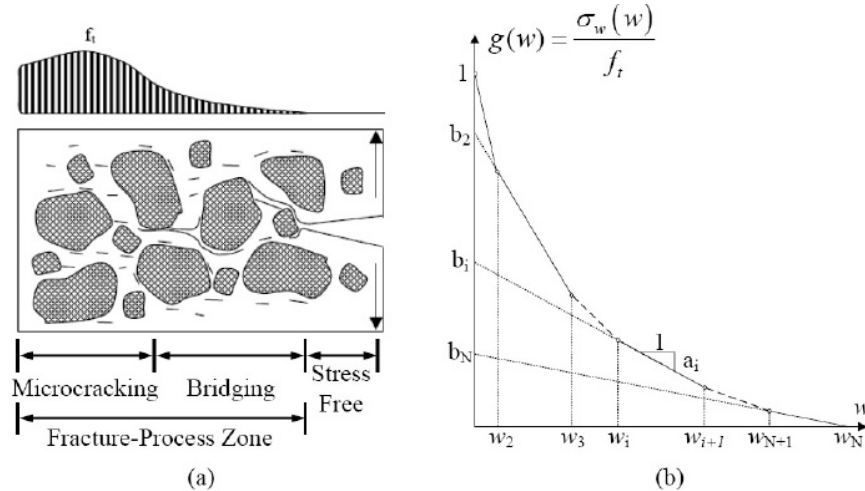 f_t
Microcracking
Bridging
Stress
Free
Fracture-Process Zone
(a)
g(w) = σ_w(w) / f_t
1
b_2
b_i
b_N
1
a_i
w
w_2
w_3
w_i
w_{i+1}
w_{N+1}
w_N
(b)